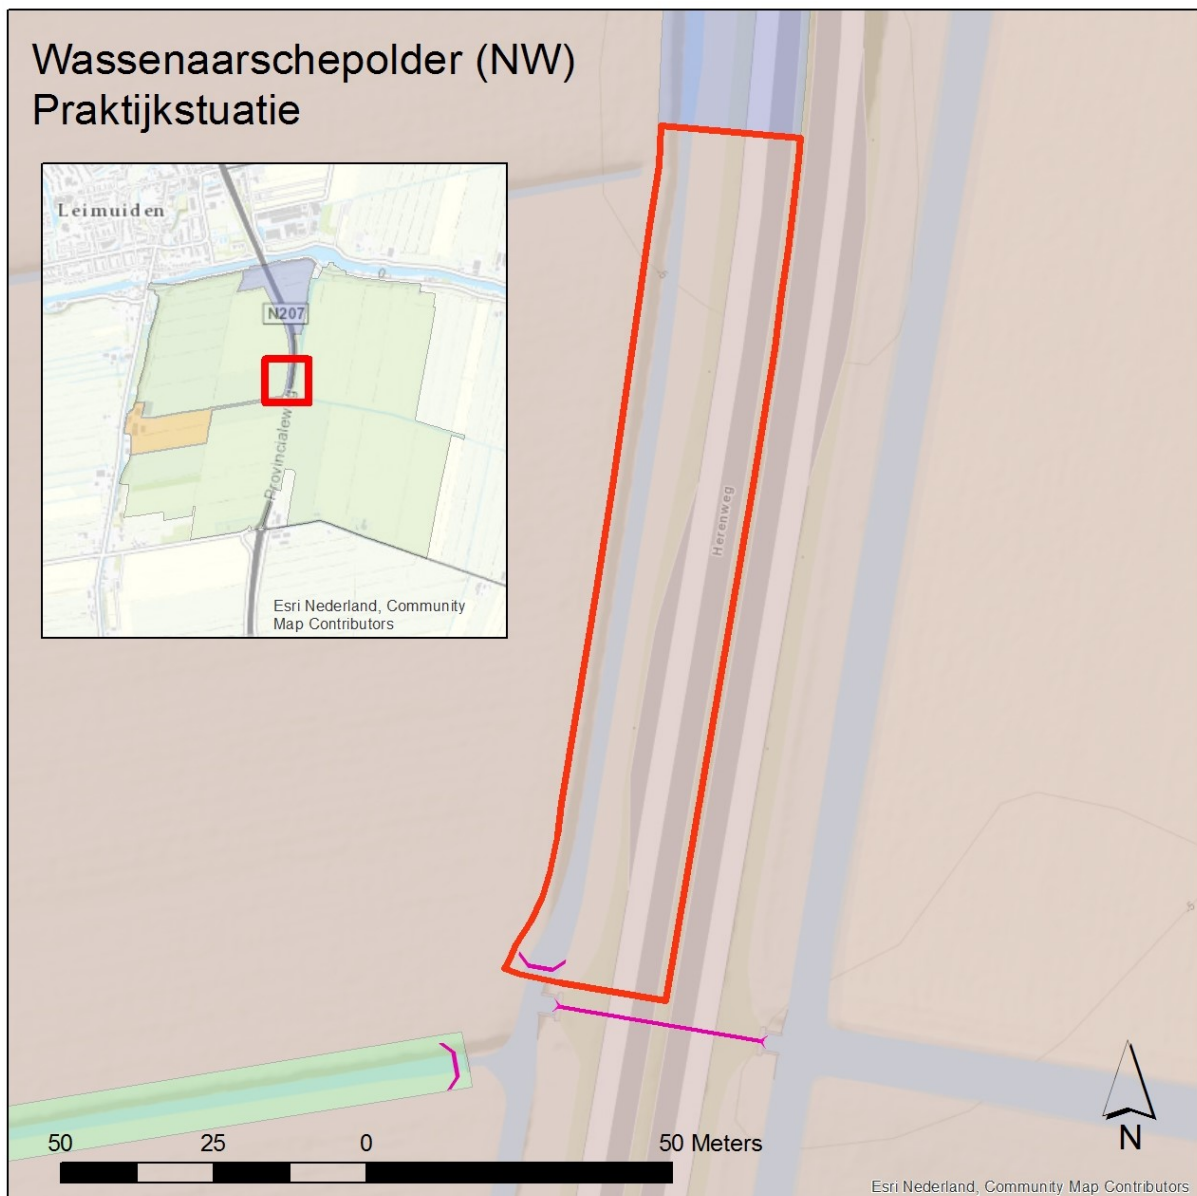 Wassenaarschepolder (NW)
Praktijkstuatie
Leimuiden
N207
Provincialeweg
Esri Nederland, Community
Map Contributors
Herenweg
50 25 0 50 Meters
N
Esri Nederland, Community Map Contributors